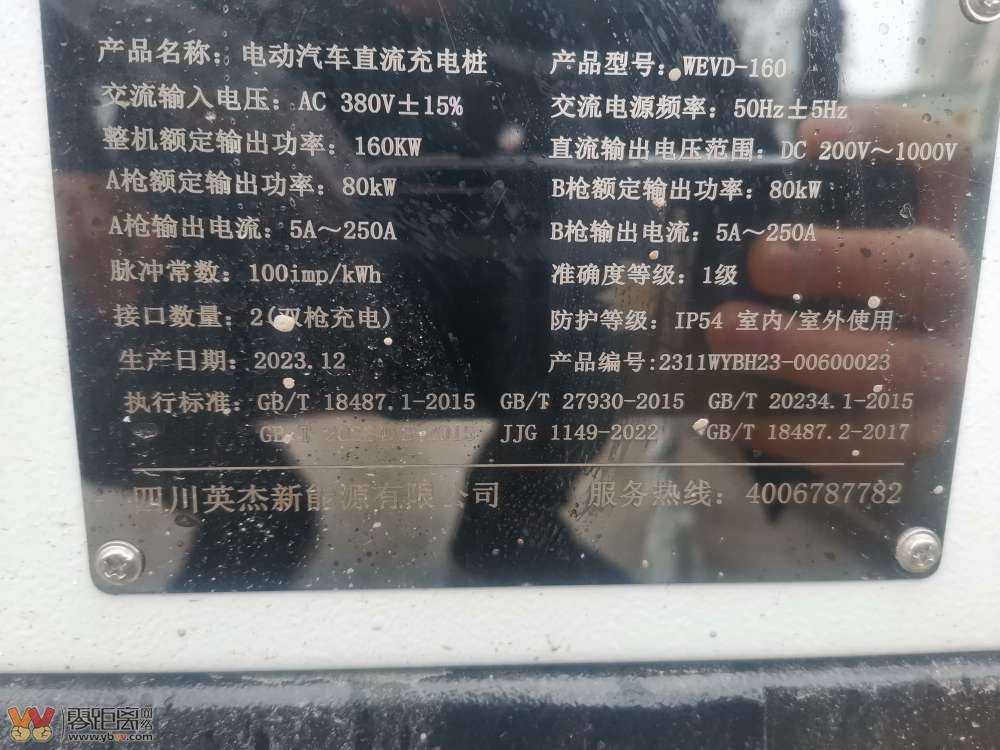 产品名称：电动汽车直流充电桩 产品型号：WEVD-160
交流输入电压：AC 380V±15% 交流电源频率：50Hz±5Hz
整机额定输出功率：160KW 直流输出电压范围：DC 200V～1000V
A枪额定输出功率：80kW B枪额定输出功率：80kW
A枪输出电流：5A～250A B枪输出电流：5A～250A
脉冲常数：100imp/kWh 准确度等级：1级
接口数量：2(双枪充电) 防护等级：IP54 室内/室外使用
生产日期：2023.12 产品编号:2311WYBH23-00600023
执行标准：GB/T 18487.1-2015 GB/T 27930-2015 GB/T 20234.1-2015
JJG 1149-2022 GB/T 18487.2-2017
四川英杰新能源有限公司 服务热线：4006787782
零距离网络
www.ybvv.com